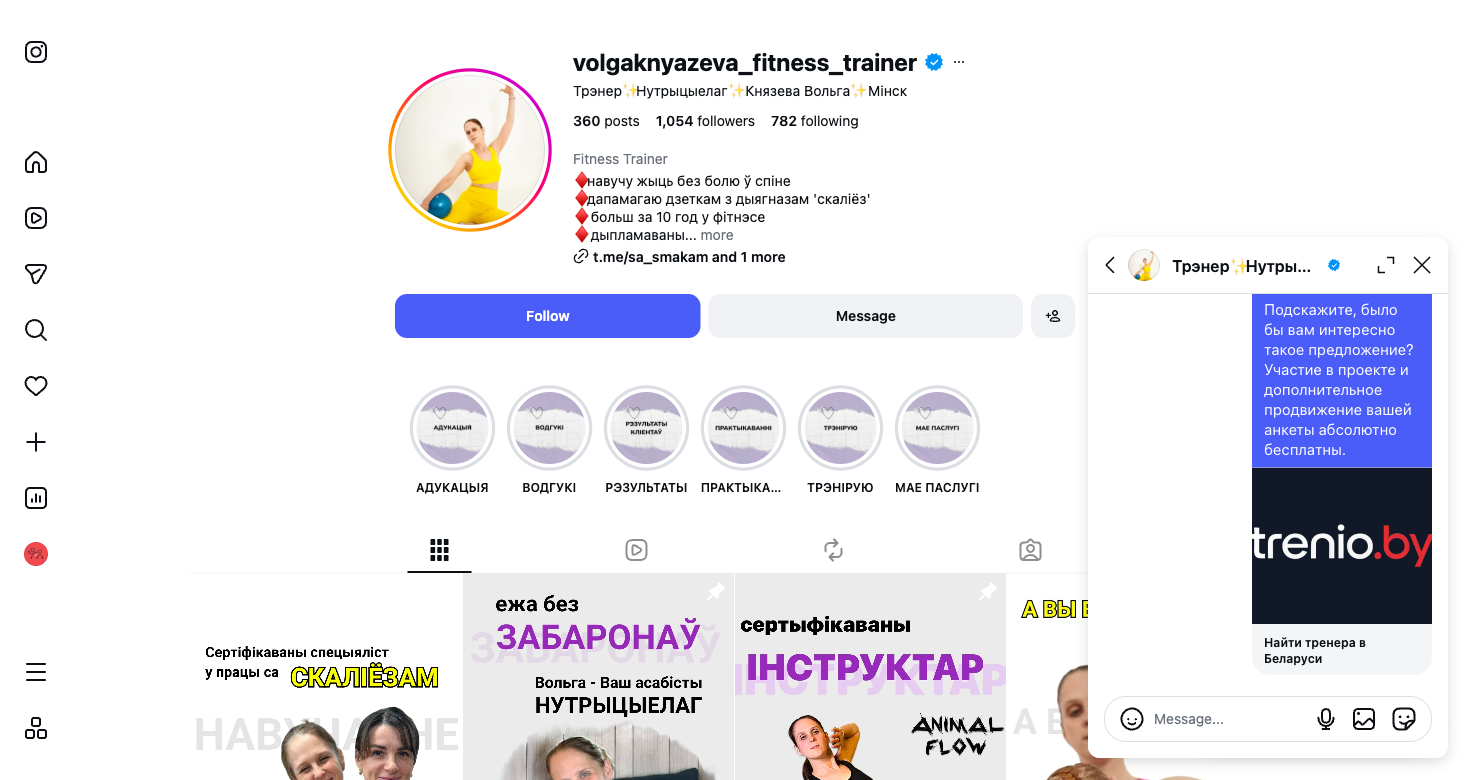 volgaknyazeva_fitness_trainer
Трэнер✨Нутрыцыелаг✨Князева Вольга✨Мінск
360 posts 1,054 followers 782 following
Fitness Trainer
♦️навучу жыць без болю ў спіне
♦️дапамагаю дзеткам з дыягназам 'скаліёз'
♦️больш за 10 год у фітнэсе
♦️дыпламаваны... more
t.me/sa_smakam and 1 more
Follow
Message
АДУКАЦЫЯ
ВОДГУКІ
РЭЗУЛЬТАТЫ
КЛІЕНТАЎ
ПРАКТЫКАВАННІ
ТРЭНІРУЮ
МАЕ ПАСЛУГІ
АДУКАЦЫЯ
ВОДГУКІ
РЭЗУЛЬТАТЫ
ПРАКТЫКА...
ТРЭНІРУЮ
МАЕ ПАСЛУГІ
Сертіфікаваны спецыяліст
у працы са СКАЛІЁЗАМ
ежа без
ЗАБАРОНАЎ
Вольга - Ваш асабісты
НУТРЫЦЫЕЛАГ
сертыфікаваны
ІНСТРУКТАР
ІНСТРУКТАР
ANIMAL
FLOW
А ВЫ
Трэнер✨Нутры...
Подскажите, было
бы вам интересно
такое предложение?
Участие в проекте и
дополнительное
продвижение вашей
анкеты абсолютно
бесплатны.
trenio.by
Найти тренера в
Беларуси
Message...